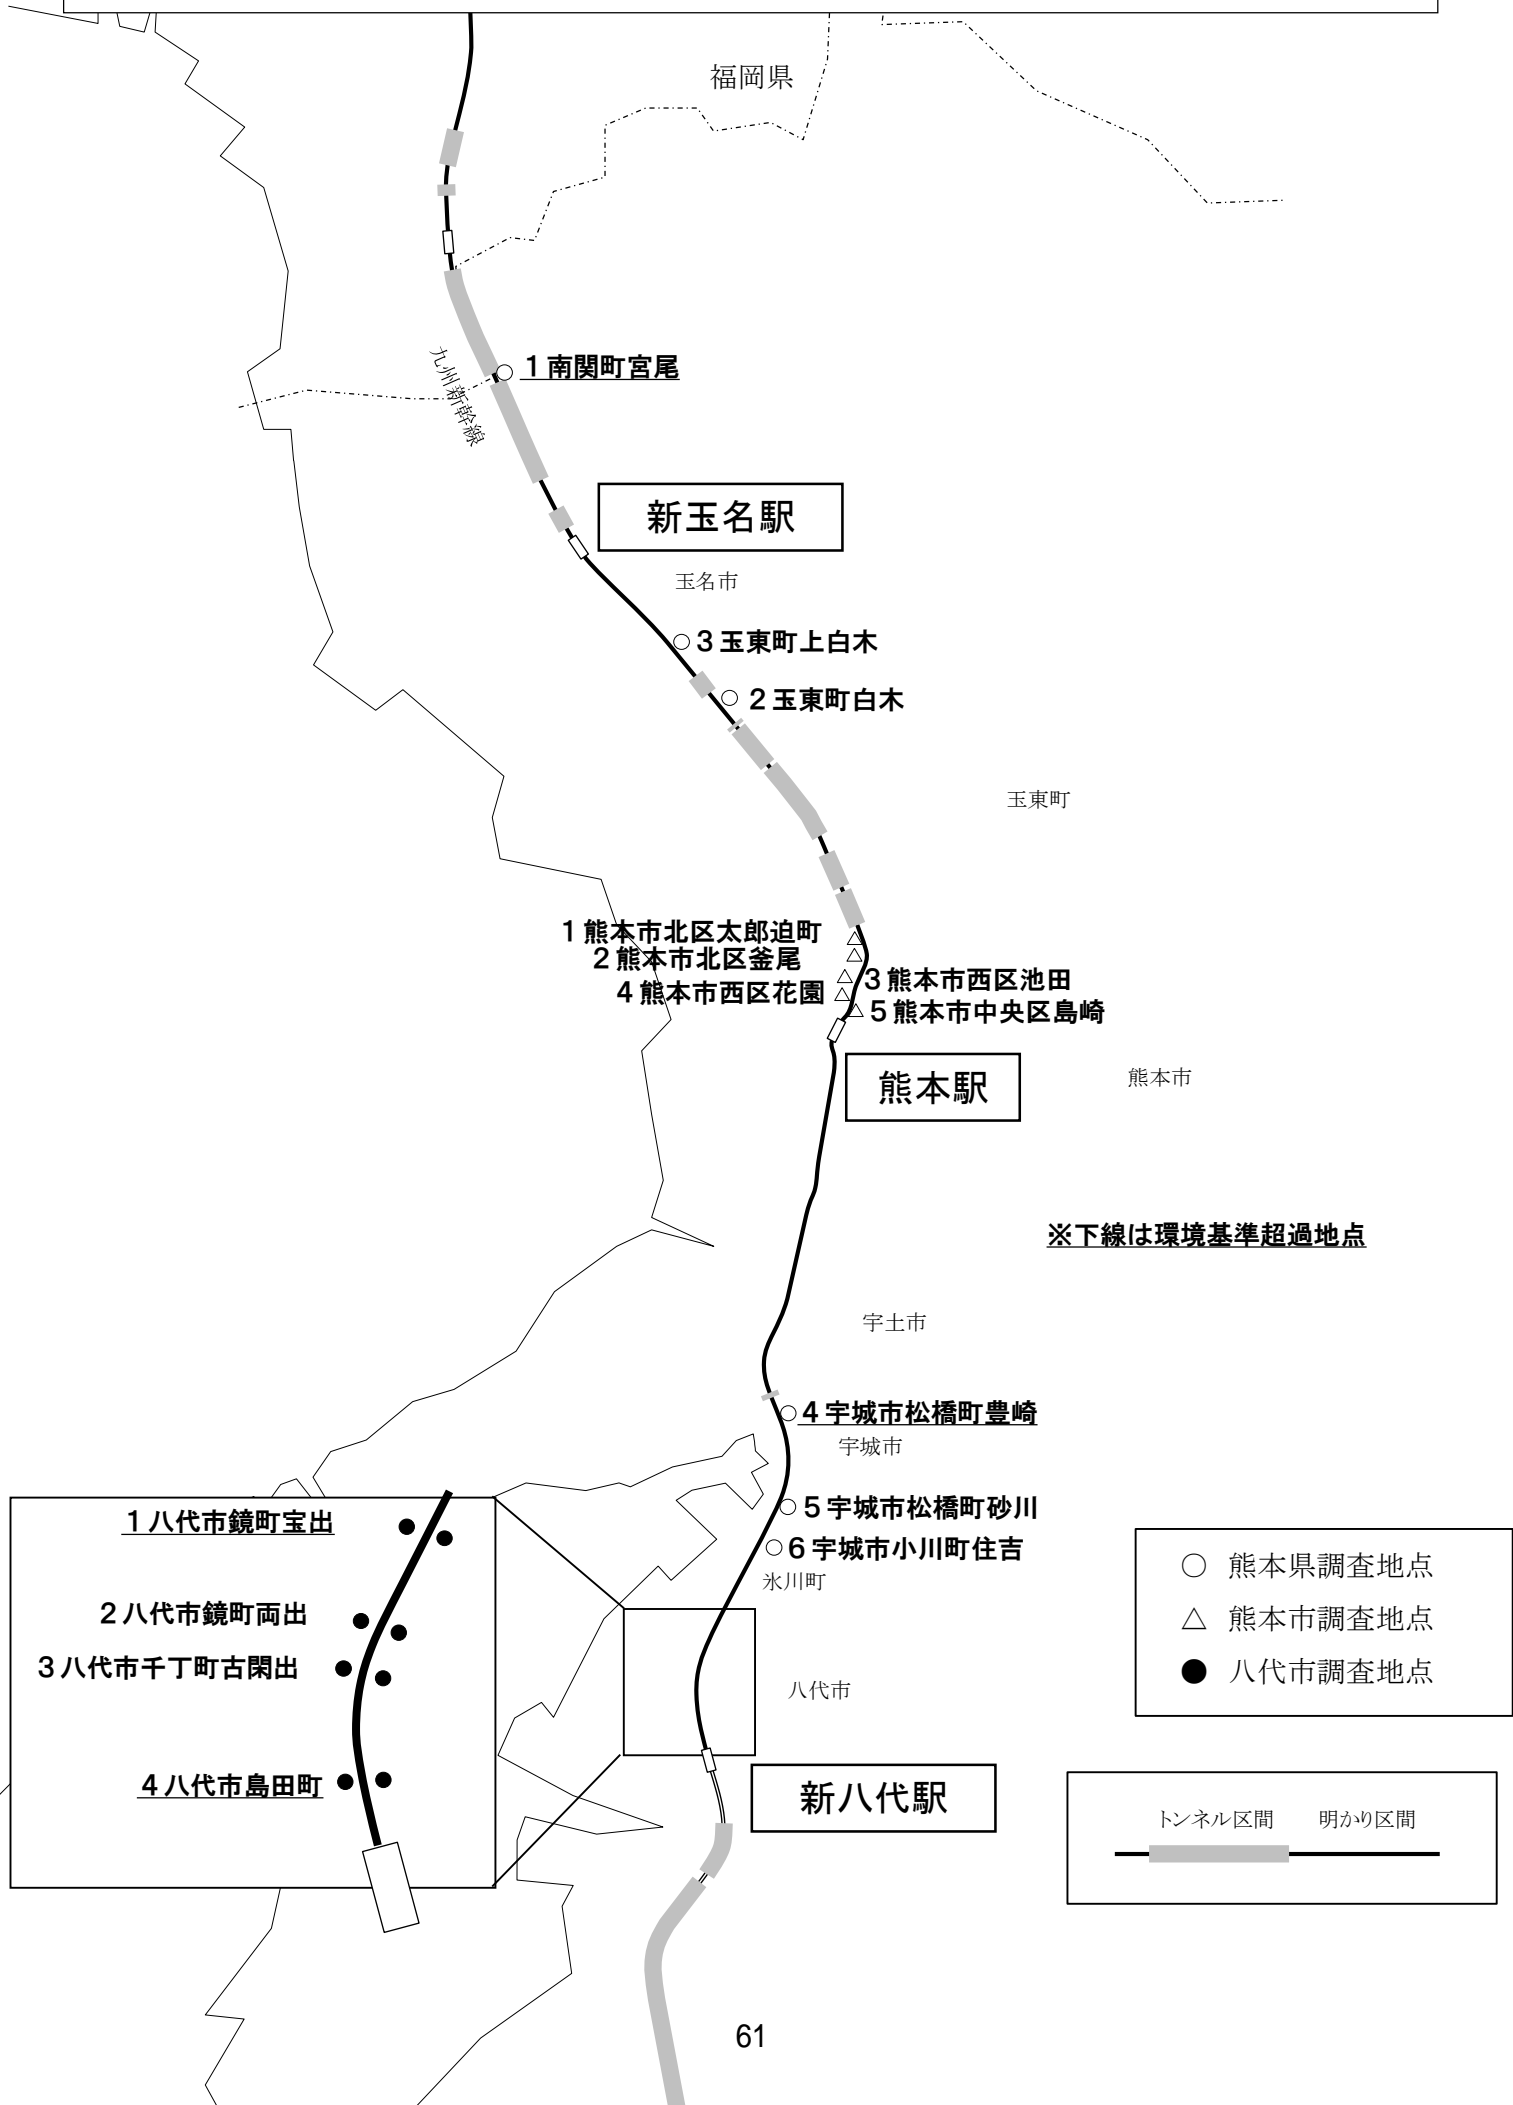 福岡県
1 南関町宮尾
九州新幹線
新玉名駅
玉名市
3 玉東町上白木
2 玉東町白木
玉東町
1 熊本市北区太郎迫町
2 熊本市北区釜尾
3 熊本市西区池田
4 熊本市西区花園
5 熊本市中央区島崎
熊本駅
熊本市
※下線は環境基準超過地点
宇土市
4 宇城市松橋町豊崎
宇城市
5 宇城市松橋町砂川
6 宇城市小川町住吉
氷川町
1 八代市鏡町宝出
2 八代市鏡町両出
3 八代市千丁町古閑出
4 八代市島田町
八代市
新八代駅
○ 熊本県調査地点
△ 熊本市調査地点
● 八代市調査地点
トンネル区間 明かり区間
61